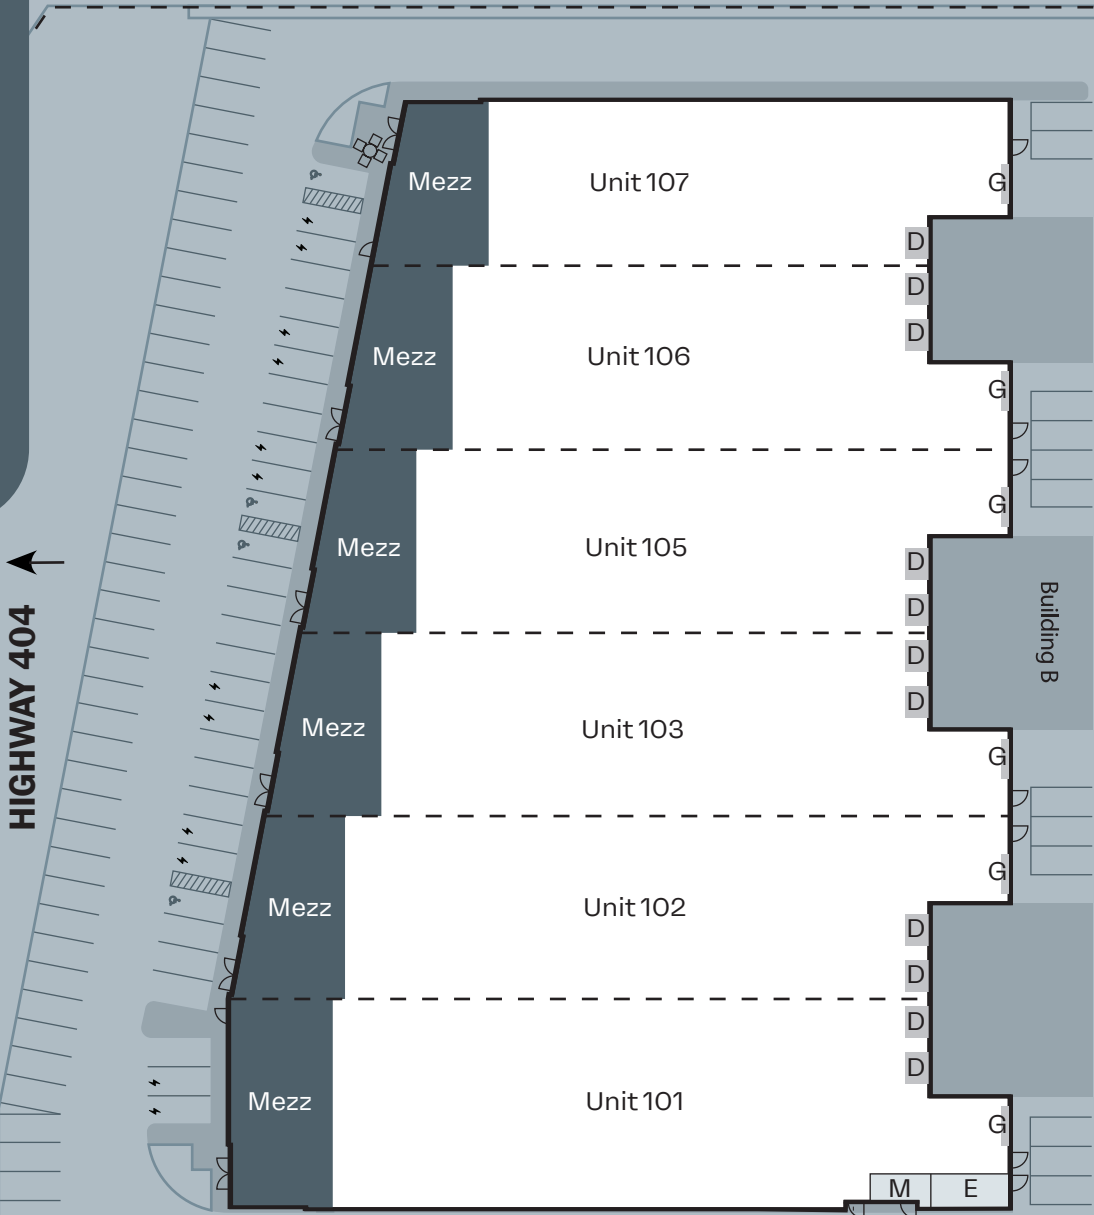 Mezz
Unit 107
G
D
D
D
Mezz
Unit 106
G
Mezz
Unit 105
G
D
D
D
D
Building B
HIGHWAY 404
Mezz
Unit 103
G
Mezz
Unit 102
G
D
D
D
D
Mezz
Unit 101
G
M
E